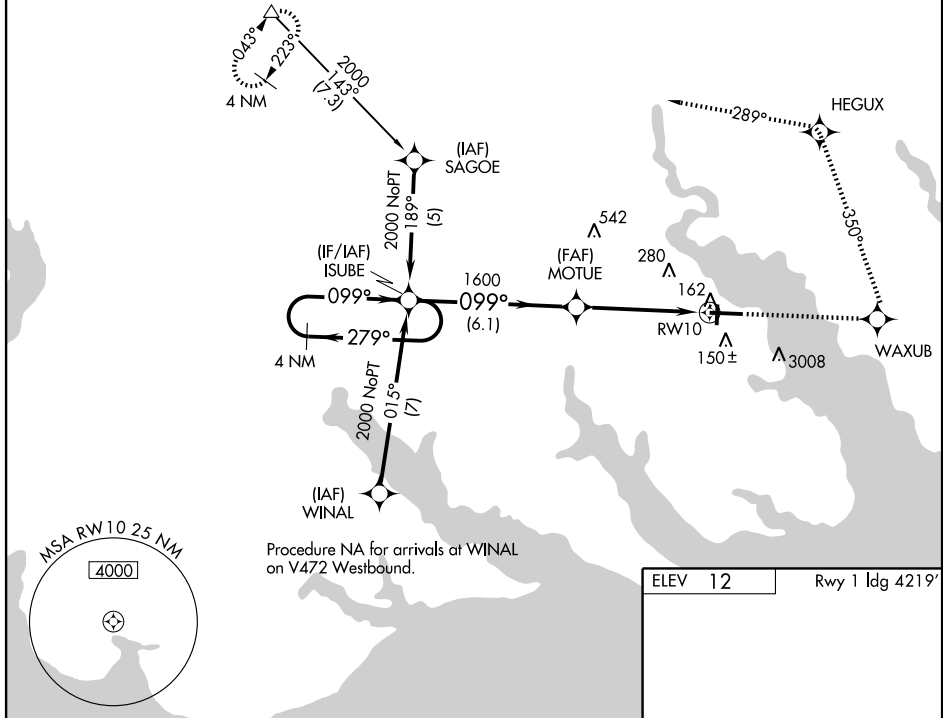 043°
223°
4 NM
2000
143°
(7.3)
(IAF)
SAGOE
2000 NoPT
189°
(5)
(IF/IAF)
ISUBE
099°
279°
4 NM
1600
099°
(6.1)
(FAF)
MOTUE
542
280
162
RW10
150 ±
3008
289°
HEGUX
350°
WAXUB
2000 NoPT
015°
(7)
(IAF)
WINAL
Procedure NA for arrivals at WINAL
on V472 Westbound.
MSA RW10 25 NM
4000
ELEV 12
Rwy 1 ldg 4219'